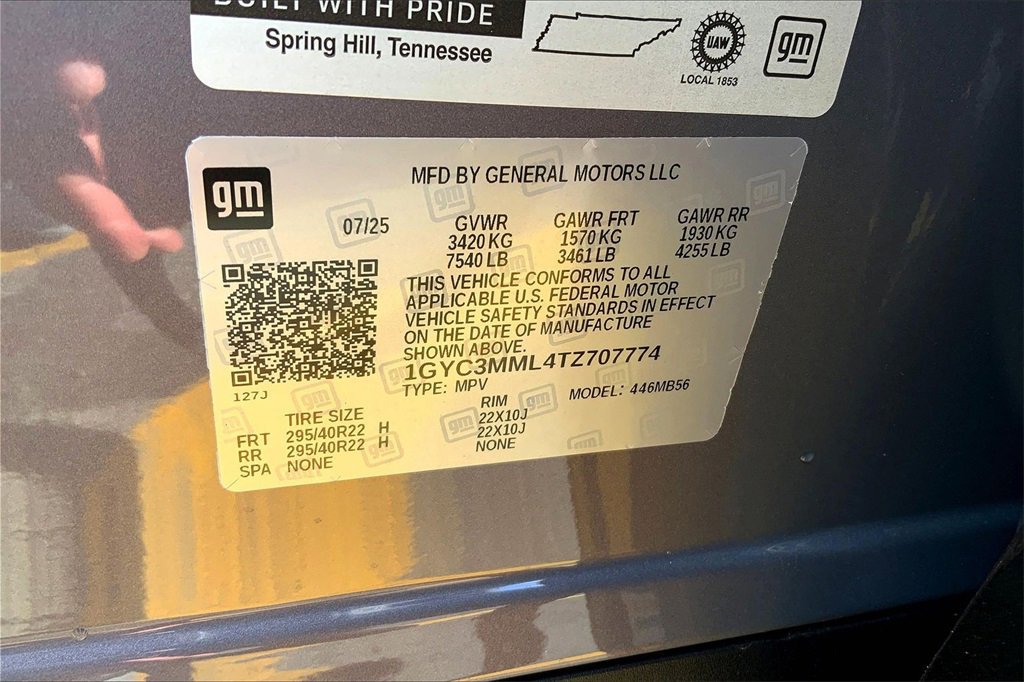 BUILT WITH PRIDE
Spring Hill, Tennessee
UAW
LOCAL 1853
gm
gm
MFD BY GENERAL MOTORS LLC
07/25
GVWR GAWR FRT GAWR RR
3420 KG 1570 KG 1930 KG
7540 LB 3461 LB 4255 LB
THIS VEHICLE CONFORMS TO ALL
APPLICABLE U.S. FEDERAL MOTOR
VEHICLE SAFETY STANDARDS IN EFFECT
ON THE DATE OF MANUFACTURE
SHOWN ABOVE.
1GYC3MML4TZ707774
TYPE: MPV MODEL: 446MB56
127J
TIRE SIZE RIM
FRT 295/40R22 H 22X10J
RR 295/40R22 H 22X10J
SPA NONE NONE